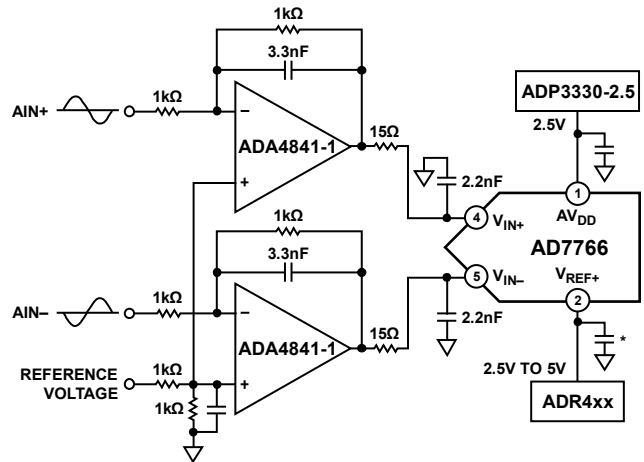 1kΩ
3.3nF
AIN+
1kΩ
−
+
ADA4841-1
15Ω
2.2nF
ADP3330-2.5
2.5V
1
AVDD
4
VIN+
AD7766
5
VIN−
VREF+
2
1kΩ
3.3nF
AIN−
1kΩ
−
+
ADA4841-1
15Ω
2.2nF
*
2.5V TO 5V
ADR4xx
REFERENCE
VOLTAGE
1kΩ
1kΩ